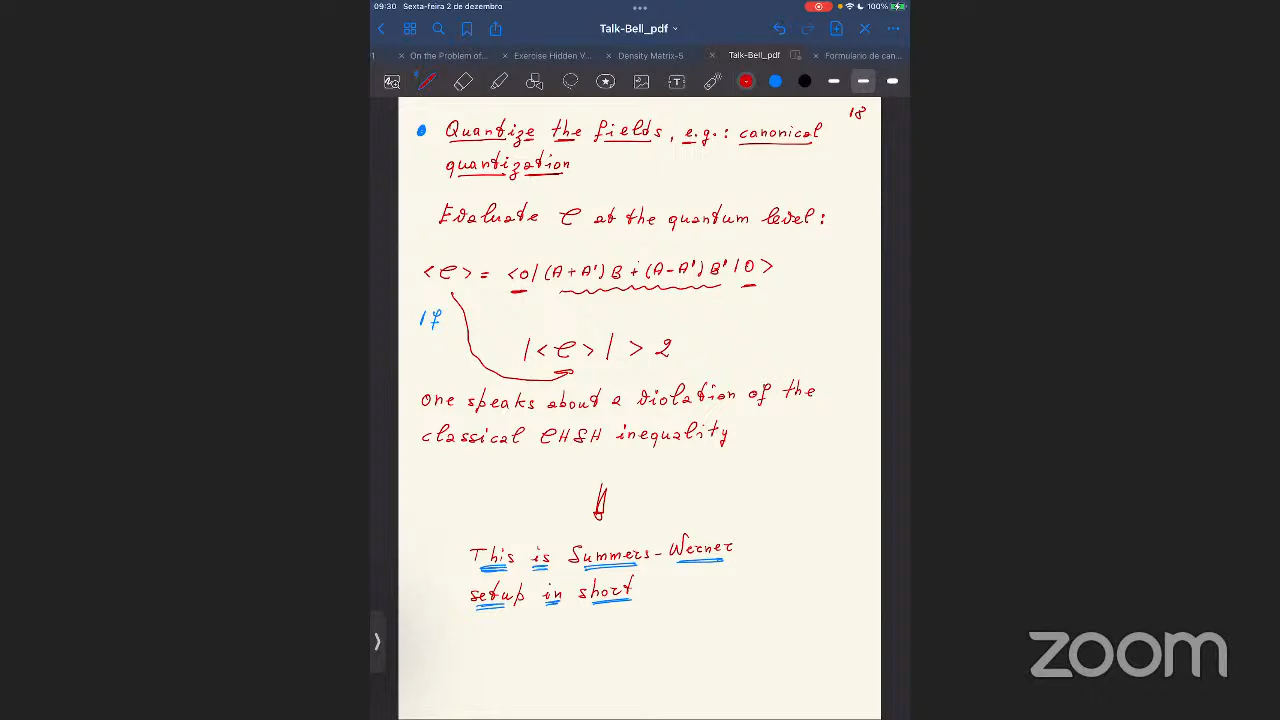 09:30 Sexta-feira 2 de dezembro
100%
Talk-Bell_pdf
On the Problem of...
Exercise Hidden V...
Density Matrix-5
Talk-Bell_pdf
Formulario de can...
18
• Quantize the fields, e.g.: canonical
quantization
Evaluate C at the quantum level:
<C> = <0|(A+A')B+(A-A')B'|0>
If
|<C>| > 2
one speaks about a violation of the
classical CHSH inequality
⇓
This is Summers-Werner
setup in short
zoom